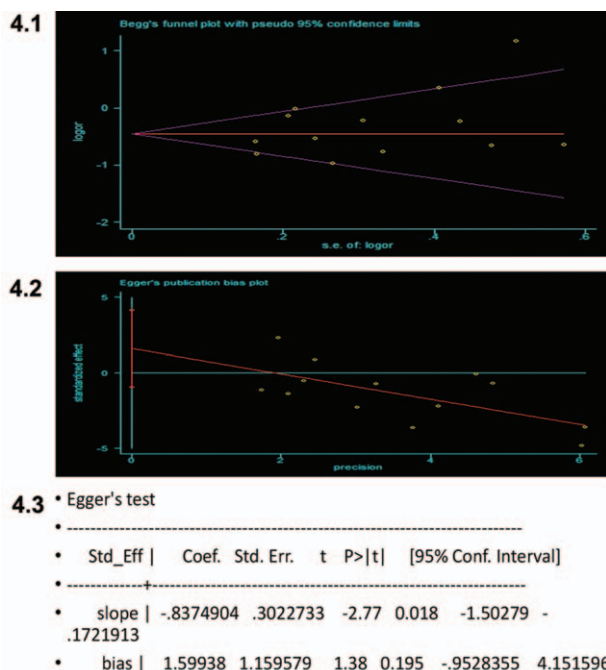 4.1
Begg's funnel plot with pseudo 95% confidence limits
logor
1
0
-1
-2
0 .2 .4 .6
s.e. of: logor
4.2
Egger's publication bias plot
standardized effect
5
0
-5
0 2 4 6
precision
4.3 • Egger's test
• ------------------------------------------------------------------
• Std_Eff | Coef. Std. Err. t P>|t| [95% Conf. Interval]
• ------------+-----------------------------------------------------
• slope | -.8374904 .3022733 -2.77 0.018 -1.50279 -
.1721913
• bias | 1.59938 1.159579 1.38 0.195 -.9528355 4.151596